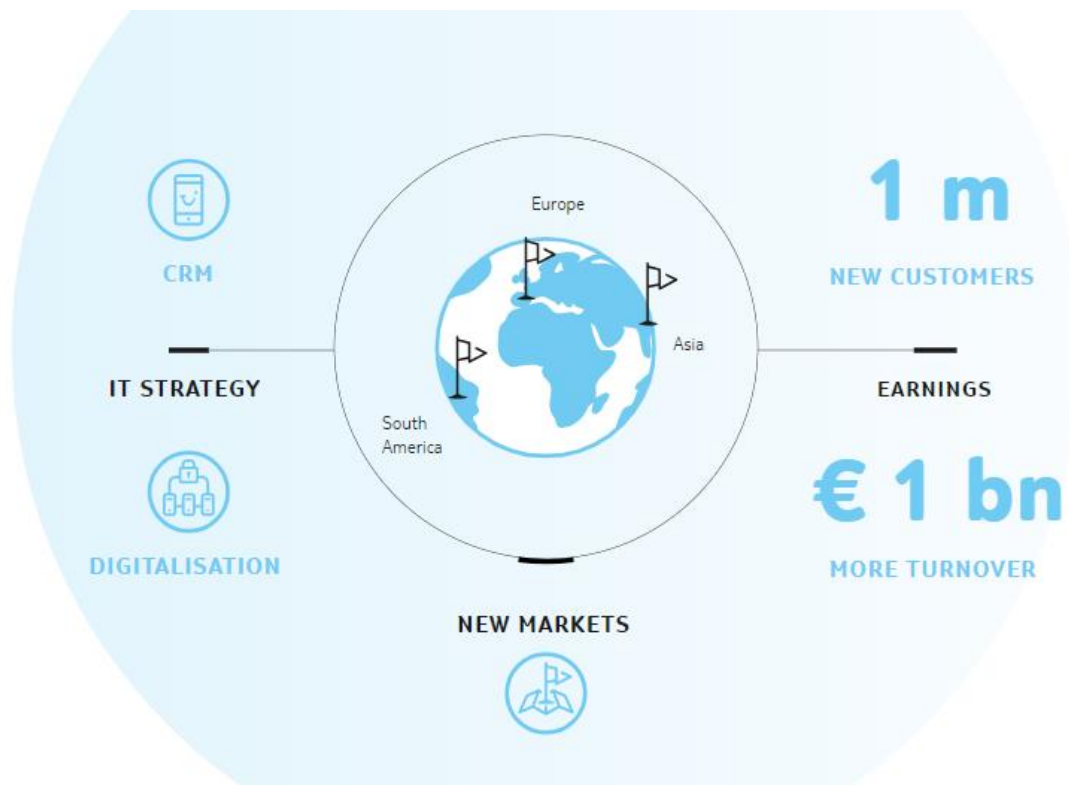 Europe
1 m
CRM
NEW CUSTOMERS
Asia
IT STRATEGY
EARNINGS
South
America
€ 1 bn
DIGITALISATION
MORE TURNOVER
NEW MARKETS